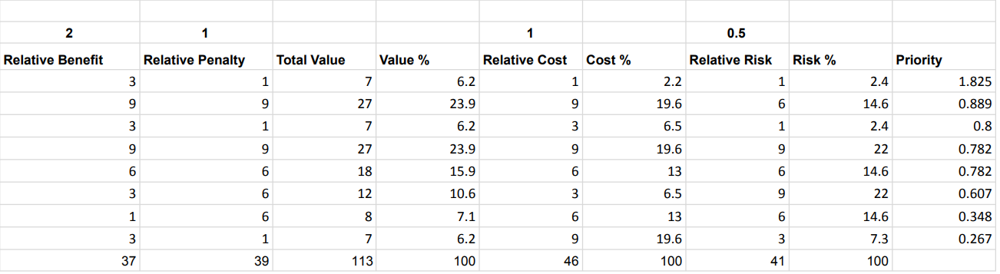 2 1 1 0.5
Relative Benefit Relative Penalty Total Value Value % Relative Cost Cost % Relative Risk Risk % Priority
3 1 7 6.2 1 2.2 1 2.4 1.825
9 9 27 23.9 9 19.6 6 14.6 0.889
3 1 7 6.2 3 6.5 1 2.4 0.8
9 9 27 23.9 9 19.6 9 22 0.782
6 6 18 15.9 6 13 6 14.6 0.782
3 6 12 10.6 3 6.5 9 22 0.607
1 6 8 7.1 6 13 6 14.6 0.348
3 1 7 6.2 9 19.6 3 7.3 0.267
37 39 113 100 46 100 41 100